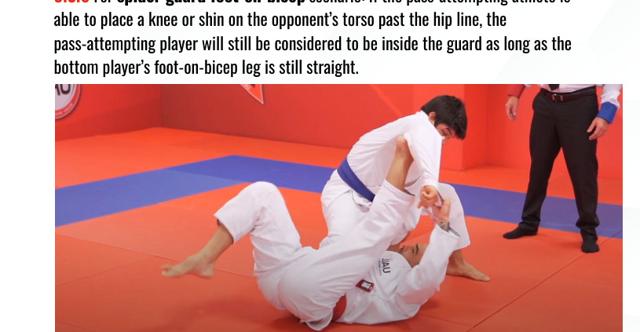 For spider guard foot-on-bicep scenario: if the pass-attempting athlete is
able to place a knee or shin on the opponent's torso past the hip line, the
pass-attempting player will still be considered to be inside the guard as long as the
bottom player's foot-on-bicep leg is still straight.
UAU